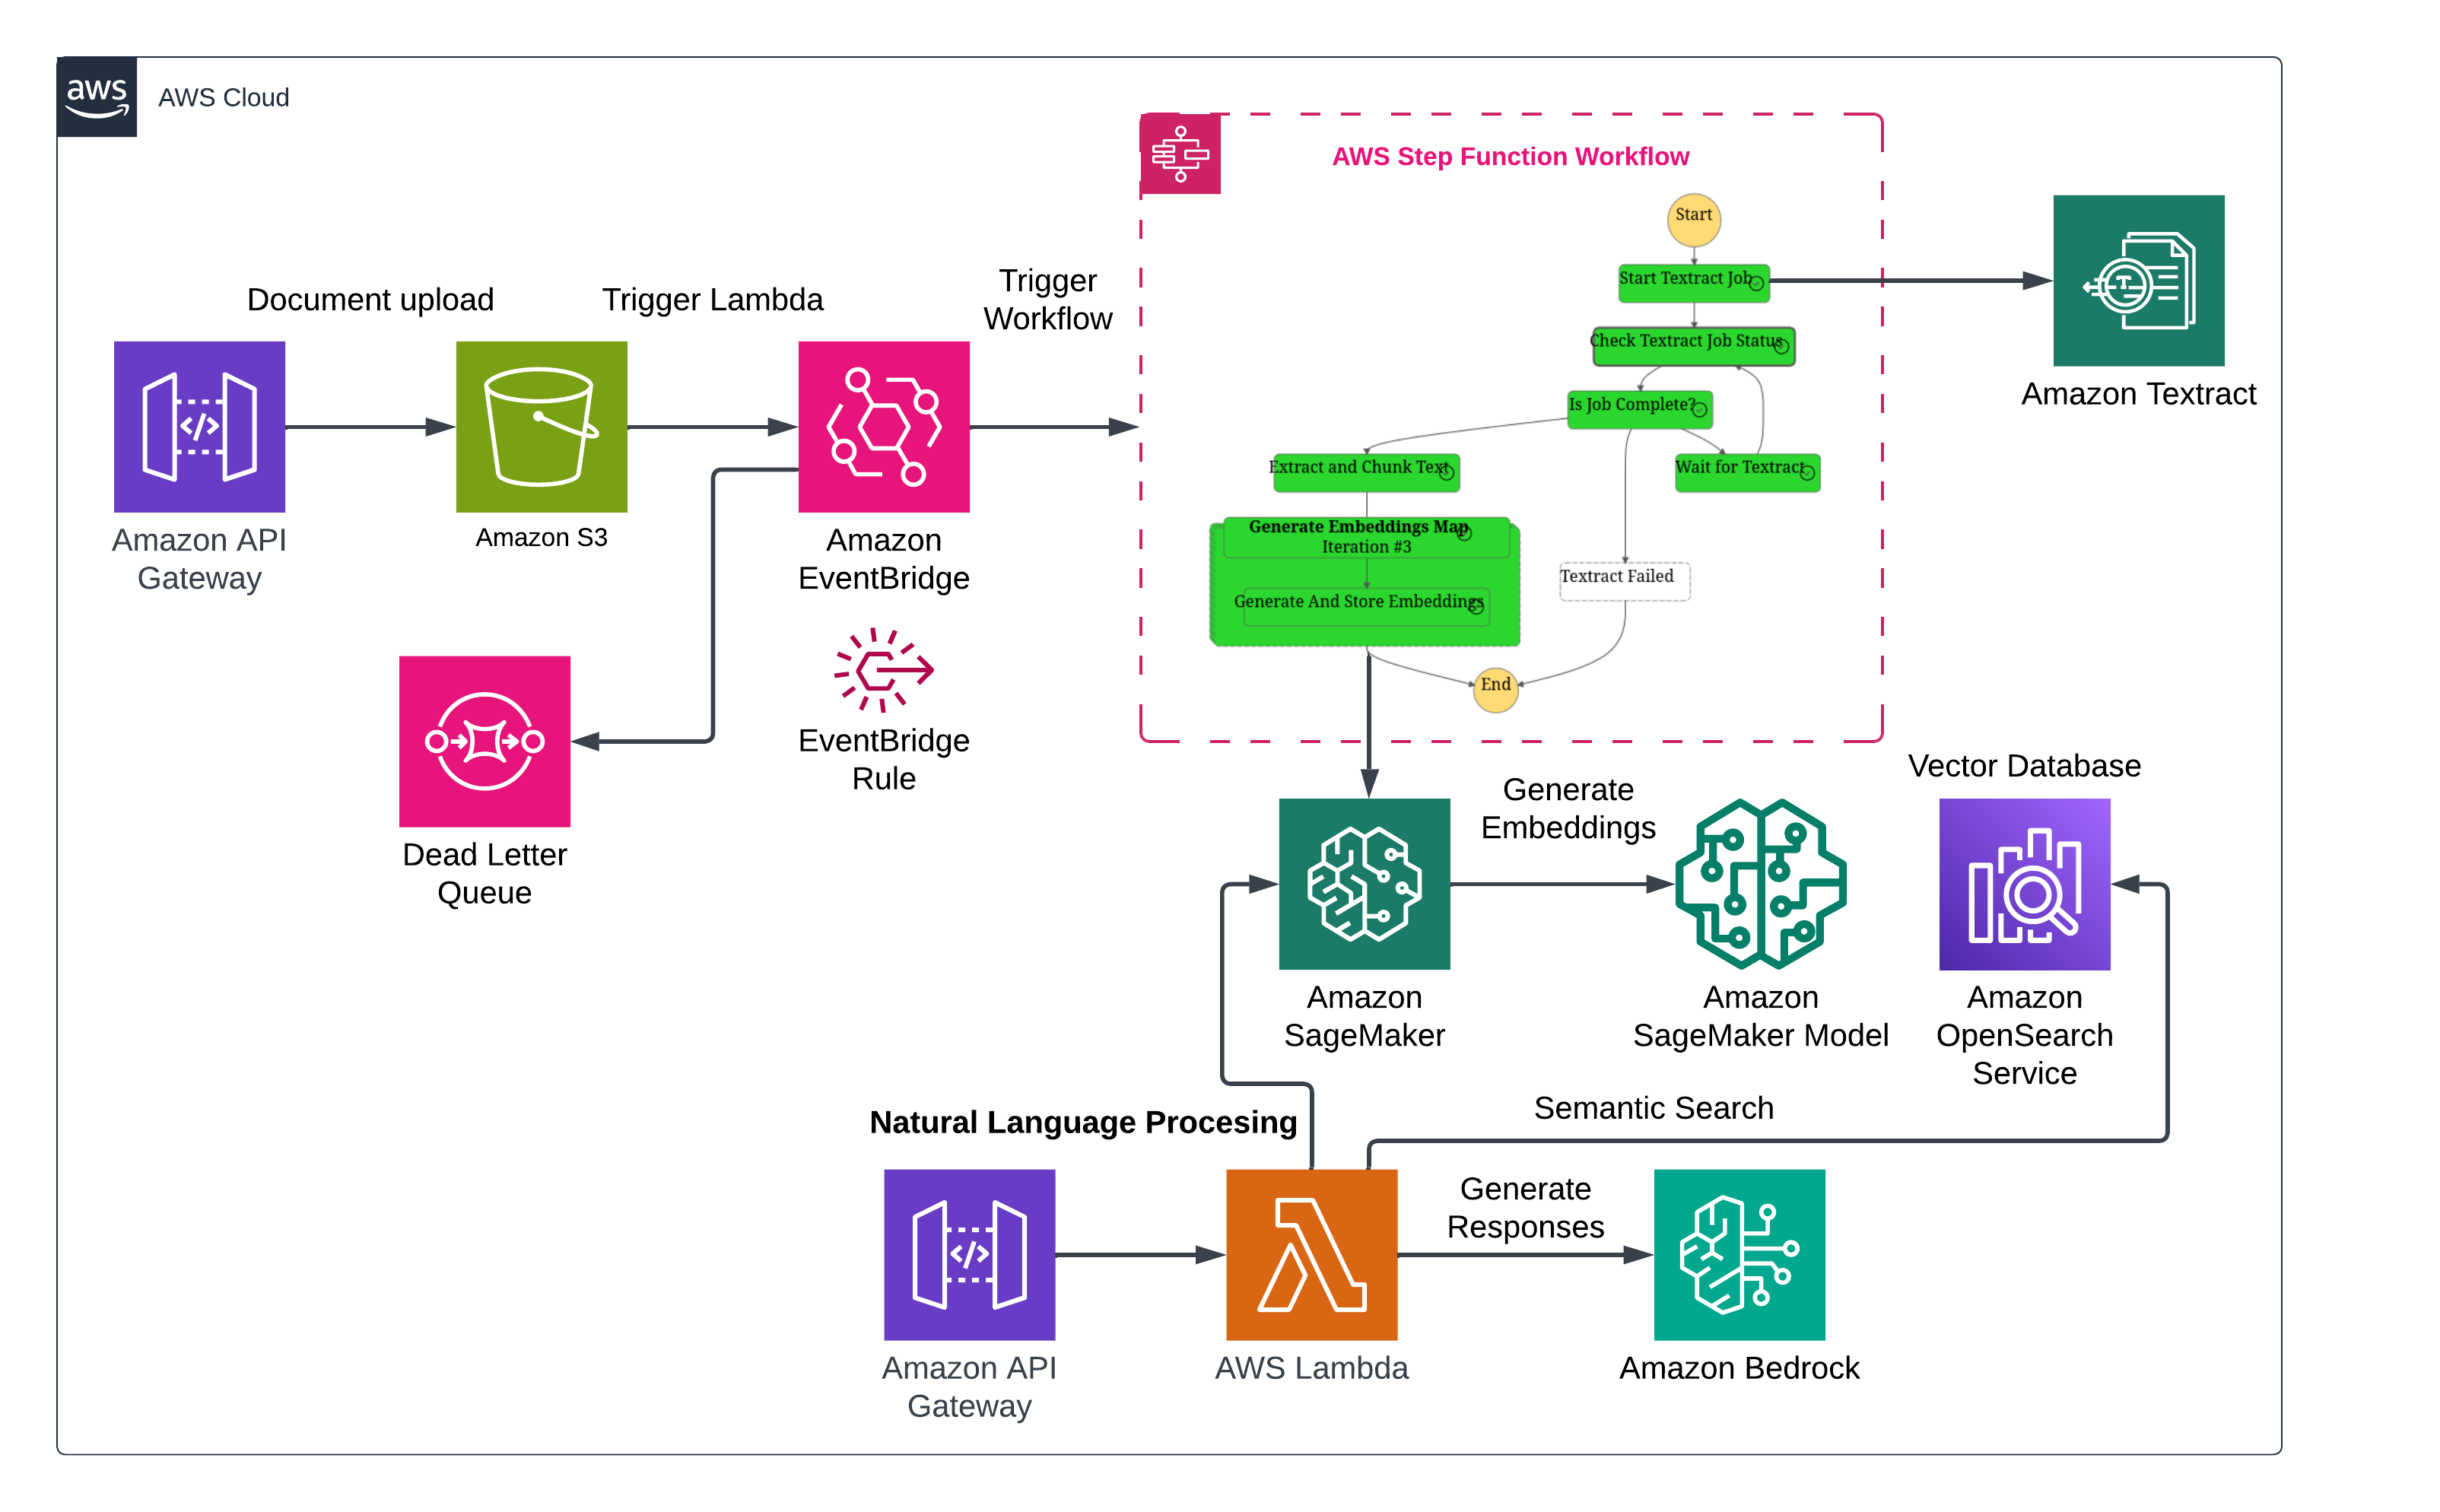 aws
AWS Cloud
AWS Step Function Workflow
Start
Start Textract Job
Check Textract Job Status
Is Job Complete?
Extract and Chunk Text
Wait for Textract
Generate Embeddings Map
Iteration #3
Generate And Store Embeddings
Textract Failed
End
Amazon Textract
Document upload
Trigger Lambda
Trigger
Workflow
Amazon API
Gateway
Amazon S3
Amazon
EventBridge
EventBridge
Rule
Dead Letter
Queue
Generate
Embeddings
Vector Database
Amazon
SageMaker
Amazon
SageMaker Model
Amazon
OpenSearch
Service
Natural Language Procesing
Semantic Search
Generate
Responses
Amazon API
Gateway
AWS Lambda
Amazon Bedrock